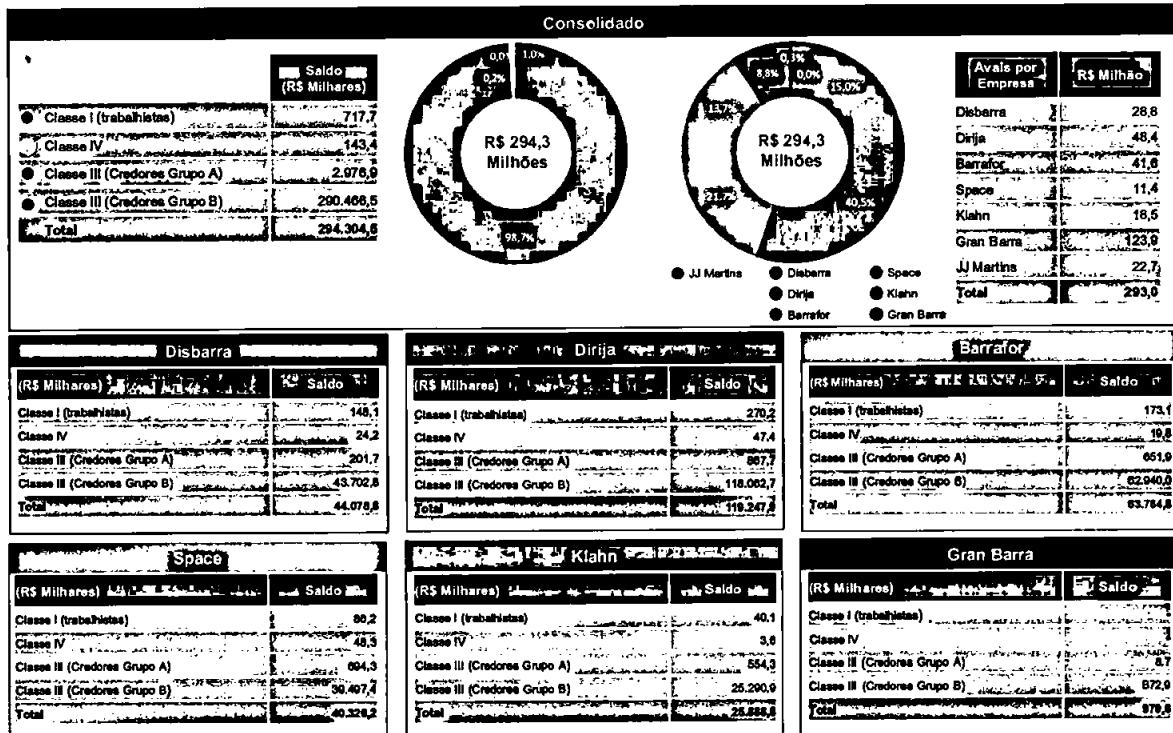 Consolidado
Saldo
(R$ Milhares)
Classe I (trabalhistas) 717,7
Classe IV 143,4
Classe III (Credores Grupo A) 2.976,9
Classe III (Credores Grupo B) 290.466,5
Total 294.304,6
0,0 1,0%
0,2%
R$ 294,3
Milhões
98,7%
0,3%
8,8% 0,0%
15,0%
R$ 294,3
Milhões
40,5%
JJ Martins Disbarra Space
Dirija Klahn
Barrafor Gran Barra
Avais por
Empresa R$ Milhão
Disbarra 28,8
Dirija 48,4
Barrafor 41,6
Space 11,4
Klahn 18,5
Gran Barra 123,9
JJ Martins 22,7
Total 293,0
Disbarra
(R$ Milhares) Saldo
Classe I (trabalhistas) 148,1
Classe IV 24,2
Classe III (Credores Grupo A) 201,7
Classe III (Credores Grupo B) 43.702,8
Total 44.076,8
Dirija
(R$ Milhares) Saldo
Classe I (trabalhistas) 270,2
Classe IV 47,4
Classe III (Credores Grupo A) 867,7
Classe III (Credores Grupo B) 118.062,7
Total
Barrafor
(R$ Milhares) Saldo
Classe I (trabalhistas) 173,1
Classe IV 19,8
Classe III (Credores Grupo A) 651,9
Classe III (Credores Grupo B) 62.940,0
Total
Space
(R$ Milhares) Saldo
Classe I (trabalhistas) 86,2
Classe IV 48,3
Classe III (Credores Grupo A) 694,3
Classe III (Credores Grupo B) 39.497,4
Total 40.326,2
Klahn
(R$ Milhares) Saldo
Classe I (trabalhistas) 40,1
Classe IV 3,6
Classe III (Credores Grupo A) 554,3
Classe III (Credores Grupo B) 25.290,9
Total
Gran Barra
(R$ Milhares) Saldo
Classe I (trabalhistas)
Classe IV
Classe III (Credores Grupo A)
Classe III (Credores Grupo B)
Total